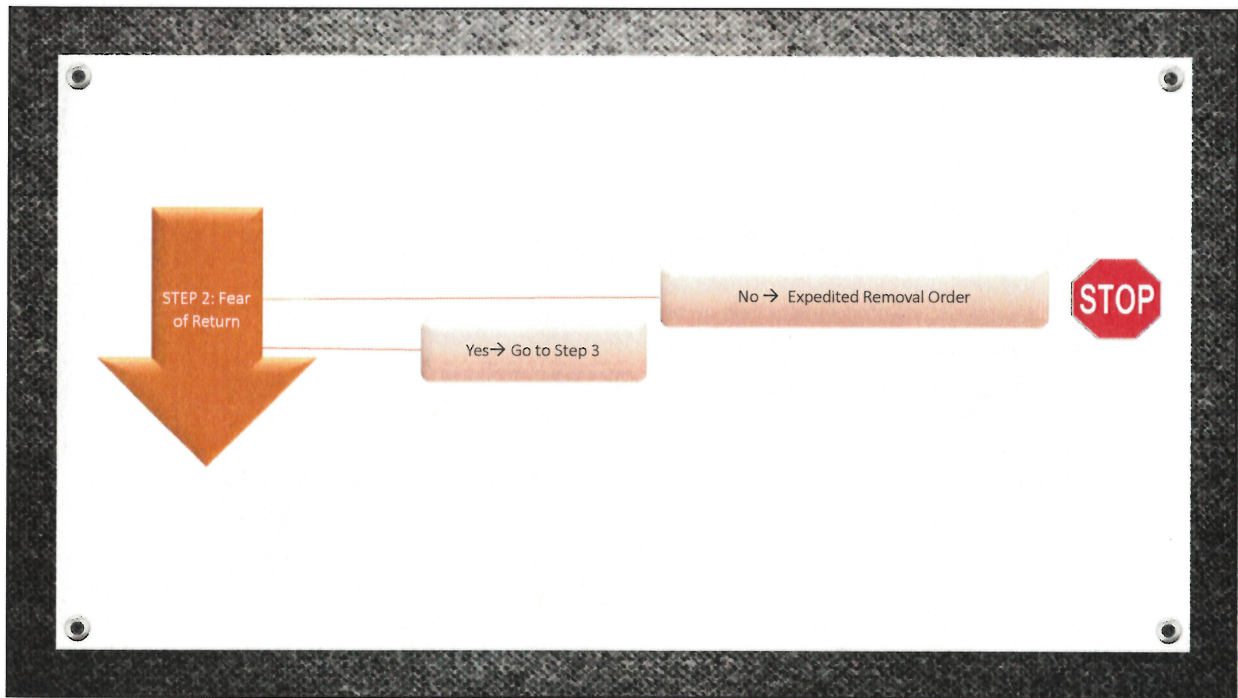 STEP 2: Fear
of Return
No → Expedited Removal Order
STOP
Yes→ Go to Step 3